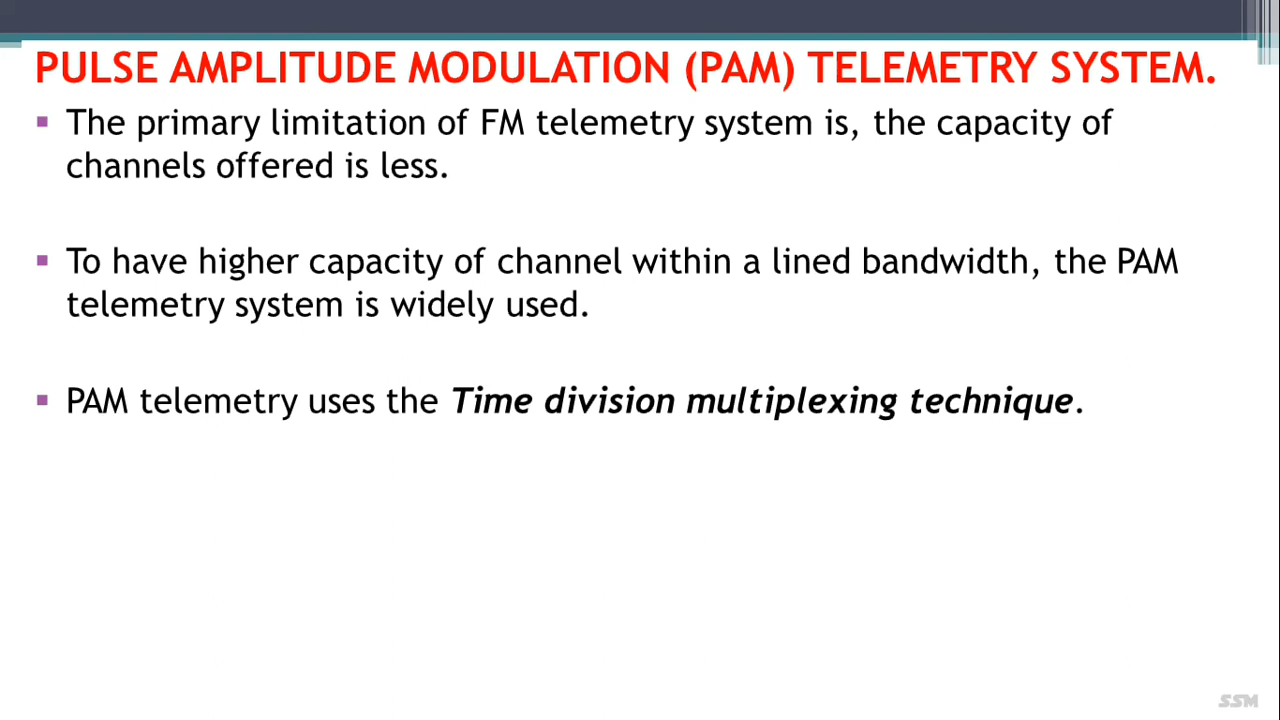 PULSE AMPLITUDE MODULATION (PAM) TELEMETRY SYSTEM.
▪ The primary limitation of FM telemetry system is, the capacity of
channels offered is less.
▪ To have higher capacity of channel within a lined bandwidth, the PAM
telemetry system is widely used.
▪ PAM telemetry uses the Time division multiplexing technique.
SSM